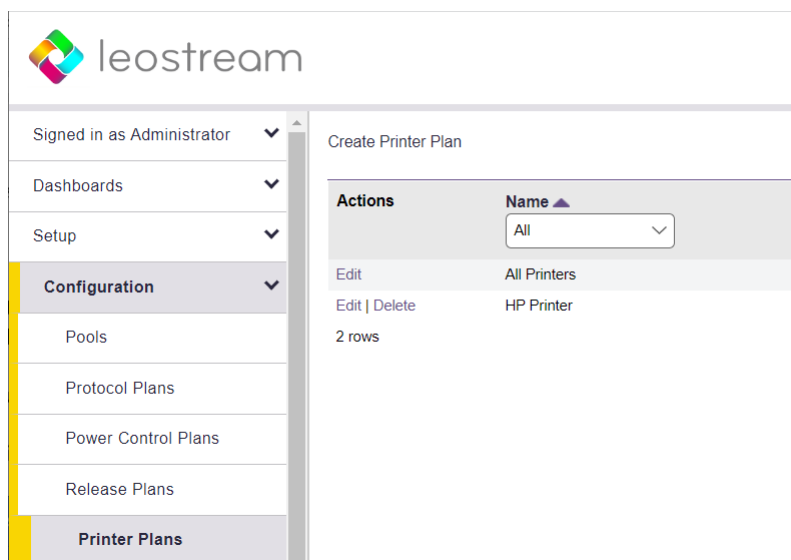 leostream
Signed in as Administrator
Dashboards
Setup
Configuration
Pools
Protocol Plans
Power Control Plans
Release Plans
Printer Plans
Create Printer Plan
Actions Name
All
Edit All Printers
Edit | Delete HP Printer
2 rows